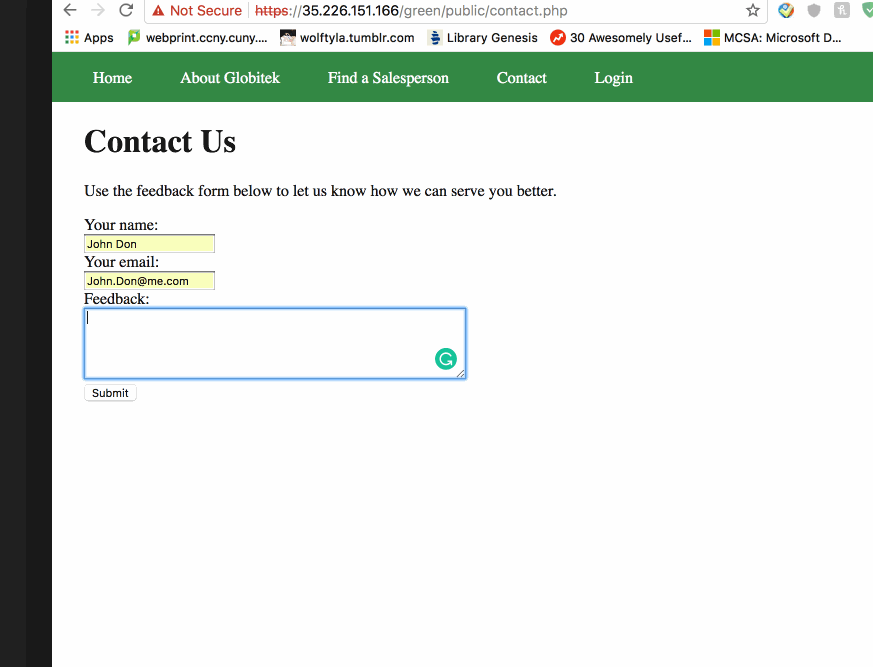 Not Secure https://35.226.151.166/green/public/contact.php
Apps webprint.ccny.cuny.... wolftyla.tumblr.com Library Genesis 30 Awesomely Usef... MCSA: Microsoft D...
Home About Globitek Find a Salesperson Contact Login
Contact Us
Use the feedback form below to let us know how we can serve you better.
Your name:
John Don
Your email:
John.Don@me.com
Feedback:
Submit